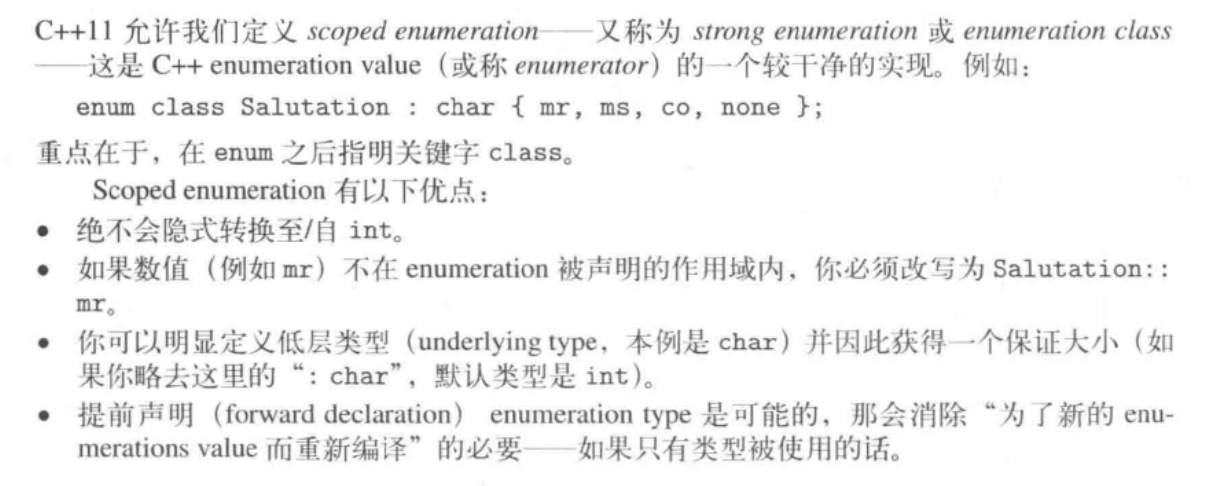 C++11 允许我们定义 scoped enumeration——又称为 strong enumeration 或 enumeration class
——这是 C++ enumeration value（或称 enumerator）的一个较干净的实现。例如：
enum class Salutation : char { mr, ms, co, none };
重点在于，在 enum 之后指明关键字 class。
Scoped enumeration 有以下优点：
• 绝不会隐式转换至/自 int。
• 如果数值（例如 mr）不在 enumeration 被声明的作用域内，你必须改写为 Salutation::
mr。
• 你可以明显定义低层类型（underlying type，本例是 char）并因此获得一个保证大小（如
果你略去这里的“: char”，默认类型是 int）。
• 提前声明（forward declaration） enumeration type 是可能的，那会消除“为了新的 enu-
merations value 而重新编译”的必要——如果只有类型被使用的话。